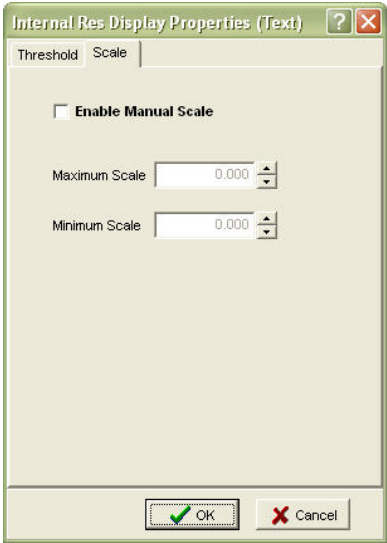 Internal Res Display Properties (Text) ?
Threshold Scale
Enable Manual Scale
Maximum Scale 0.000
Minimum Scale 0.000
OK Cancel